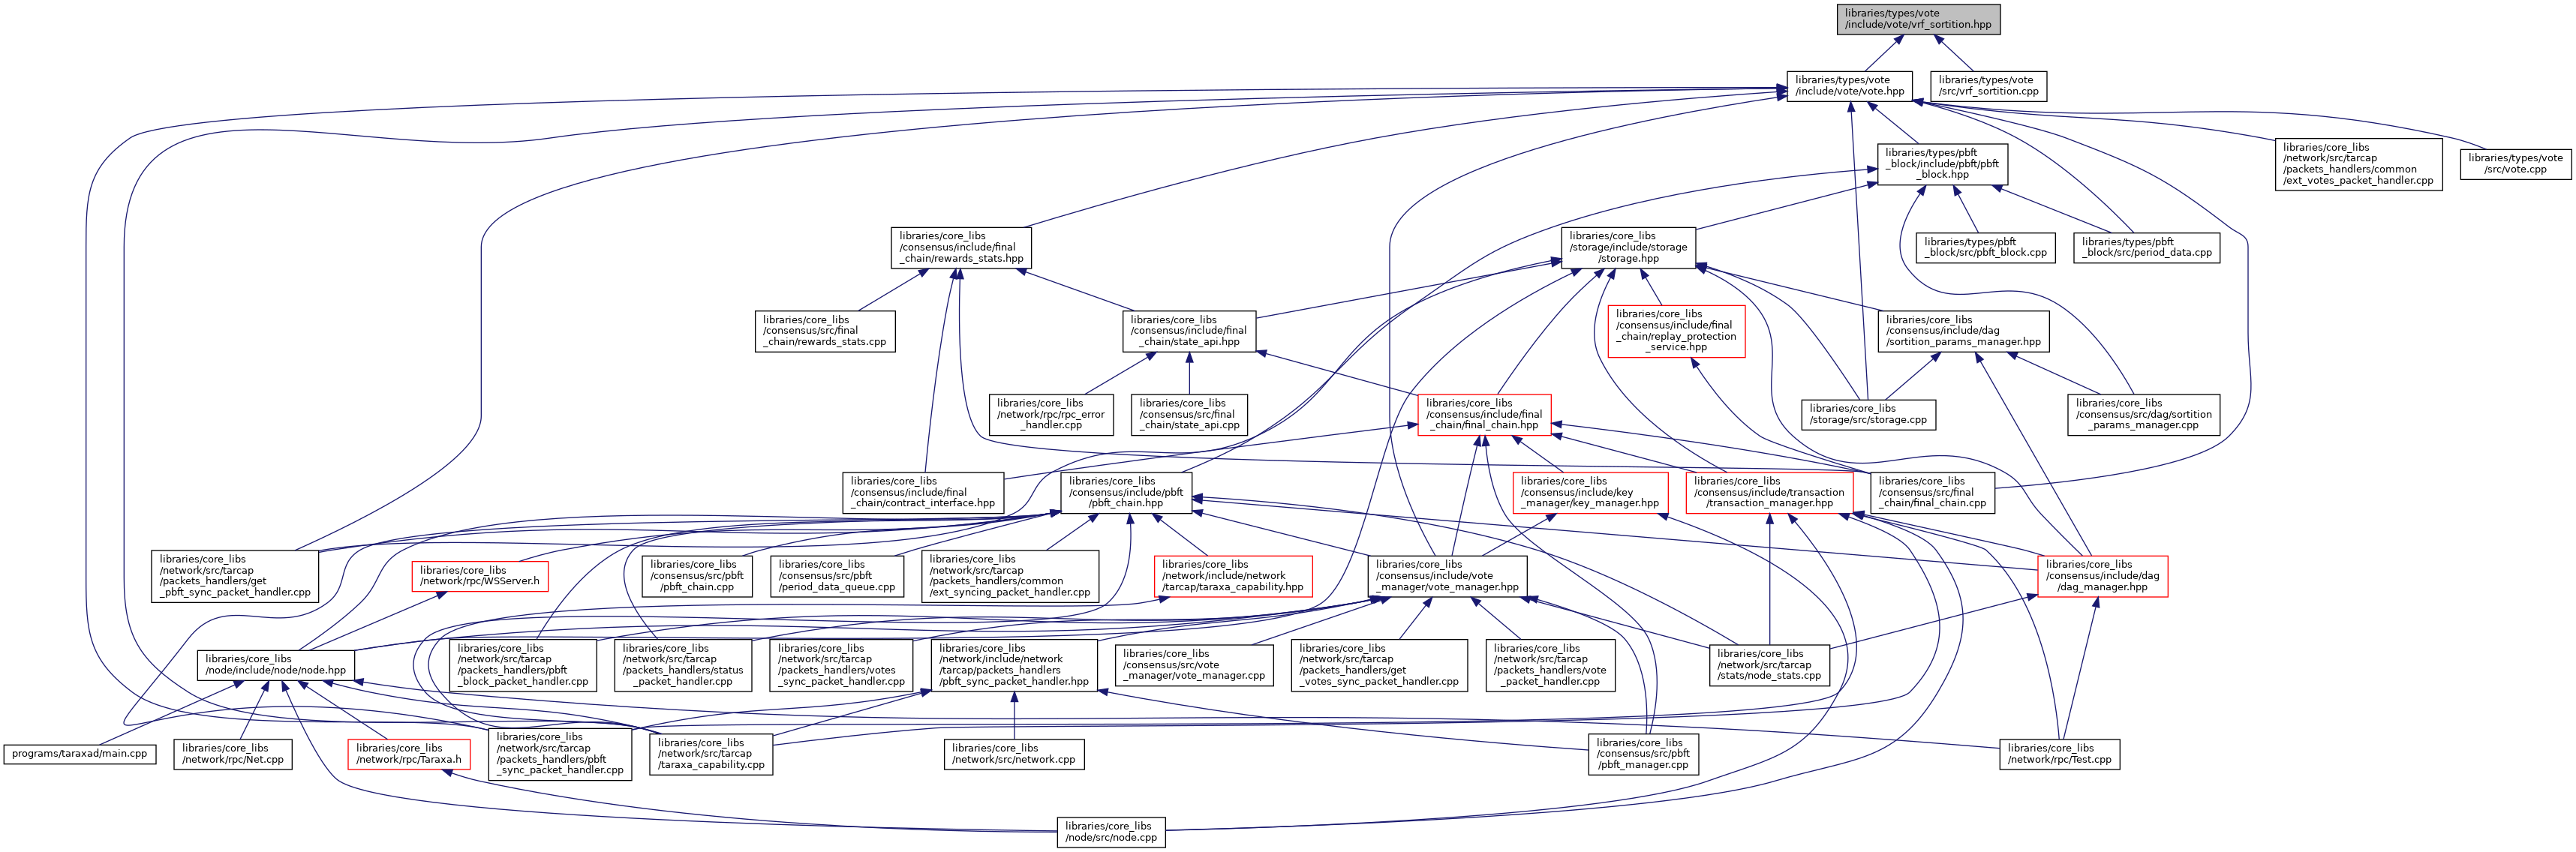 libraries/types/vote
/include/vote/vrf_sortition.hpp
libraries/types/vote
/include/vote/vote.hpp
libraries/types/vote
/src/vrf_sortition.cpp
libraries/types/pbft
_block/include/pbft/pbft
_block.hpp
libraries/core_libs
/network/src/tarcap
/packets_handlers/common
/ext_votes_packet_handler.cpp
libraries/types/vote
/src/vote.cpp
libraries/core_libs
/consensus/include/final
_chain/rewards_stats.hpp
libraries/core_libs
/storage/include/storage
/storage.hpp
libraries/types/pbft
_block/src/pbft_block.cpp
libraries/types/pbft
_block/src/period_data.cpp
libraries/core_libs
/consensus/src/final
_chain/rewards_stats.cpp
libraries/core_libs
/consensus/include/final
_chain/state_api.hpp
libraries/core_libs
/consensus/include/final
_chain/replay_protection
_service.hpp
libraries/core_libs
/consensus/include/dag
/sortition_params_manager.hpp
libraries/core_libs
/network/rpc/rpc_error
_handler.cpp
libraries/core_libs
/consensus/src/final
_chain/state_api.cpp
libraries/core_libs
/consensus/include/final
_chain/final_chain.hpp
libraries/core_libs
/storage/src/storage.cpp
libraries/core_libs
/consensus/src/dag/sortition
_params_manager.cpp
libraries/core_libs
/consensus/include/final
_chain/contract_interface.hpp
libraries/core_libs
/consensus/include/pbft
/pbft_chain.hpp
libraries/core_libs
/consensus/include/key
_manager/key_manager.hpp
libraries/core_libs
/consensus/include/transaction
/transaction_manager.hpp
libraries/core_libs
/consensus/src/final
_chain/final_chain.cpp
libraries/core_libs
/network/src/tarcap
/packets_handlers/get
_pbft_sync_packet_handler.cpp
libraries/core_libs
/network/rpc/WSServer.h
libraries/core_libs
/consensus/src/pbft
/pbft_chain.cpp
libraries/core_libs
/consensus/src/pbft
/period_data_queue.cpp
libraries/core_libs
/network/src/tarcap
/packets_handlers/common
/ext_syncing_packet_handler.cpp
libraries/core_libs
/network/include/network
/tarcap/taraxa_capability.hpp
libraries/core_libs
/consensus/include/vote
_manager/vote_manager.hpp
libraries/core_libs
/consensus/include/dag
/dag_manager.hpp
libraries/core_libs
/node/include/node/node.hpp
libraries/core_libs
/network/src/tarcap
/packets_handlers/pbft
_block_packet_handler.cpp
libraries/core_libs
/network/src/tarcap
/packets_handlers/status
_packet_handler.cpp
libraries/core_libs
/network/src/tarcap
/packets_handlers/votes
_sync_packet_handler.cpp
libraries/core_libs
/network/include/network
/tarcap/packets_handlers
/pbft_sync_packet_handler.hpp
libraries/core_libs
/consensus/src/vote
_manager/vote_manager.cpp
libraries/core_libs
/network/src/tarcap
/packets_handlers/get
_votes_sync_packet_handler.cpp
libraries/core_libs
/network/src/tarcap
/packets_handlers/vote
_packet_handler.cpp
libraries/core_libs
/network/src/tarcap
/stats/node_stats.cpp
programs/taraxad/main.cpp
libraries/core_libs
/network/rpc/Net.cpp
libraries/core_libs
/network/rpc/Taraxa.h
libraries/core_libs
/network/src/tarcap
/packets_handlers/pbft
_sync_packet_handler.cpp
libraries/core_libs
/network/src/tarcap
/taraxa_capability.cpp
libraries/core_libs
/network/src/network.cpp
libraries/core_libs
/consensus/src/pbft
/pbft_manager.cpp
libraries/core_libs
/network/rpc/Test.cpp
libraries/core_libs
/node/src/node.cpp